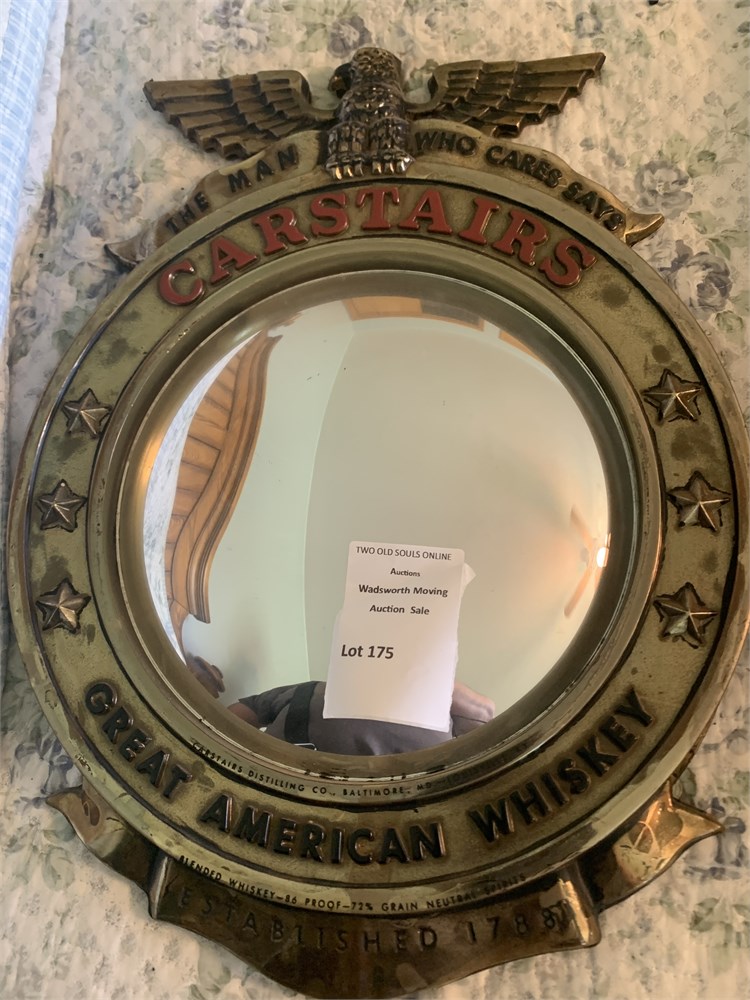 THE MAN WHO CARES SAYS
CARSTAIRS
TWO OLD SOULS ONLINE
Auctions
Wadsworth Moving
Auction Sale
Lot 175
CARSTAIRS DISTILLING CO., BALTIMORE, MD.
GREAT AMERICAN WHISKEY
BLENDED WHISKEY-86 PROOF-72% GRAIN NEUTRAL SPIRITS
ESTABLISHED 1788